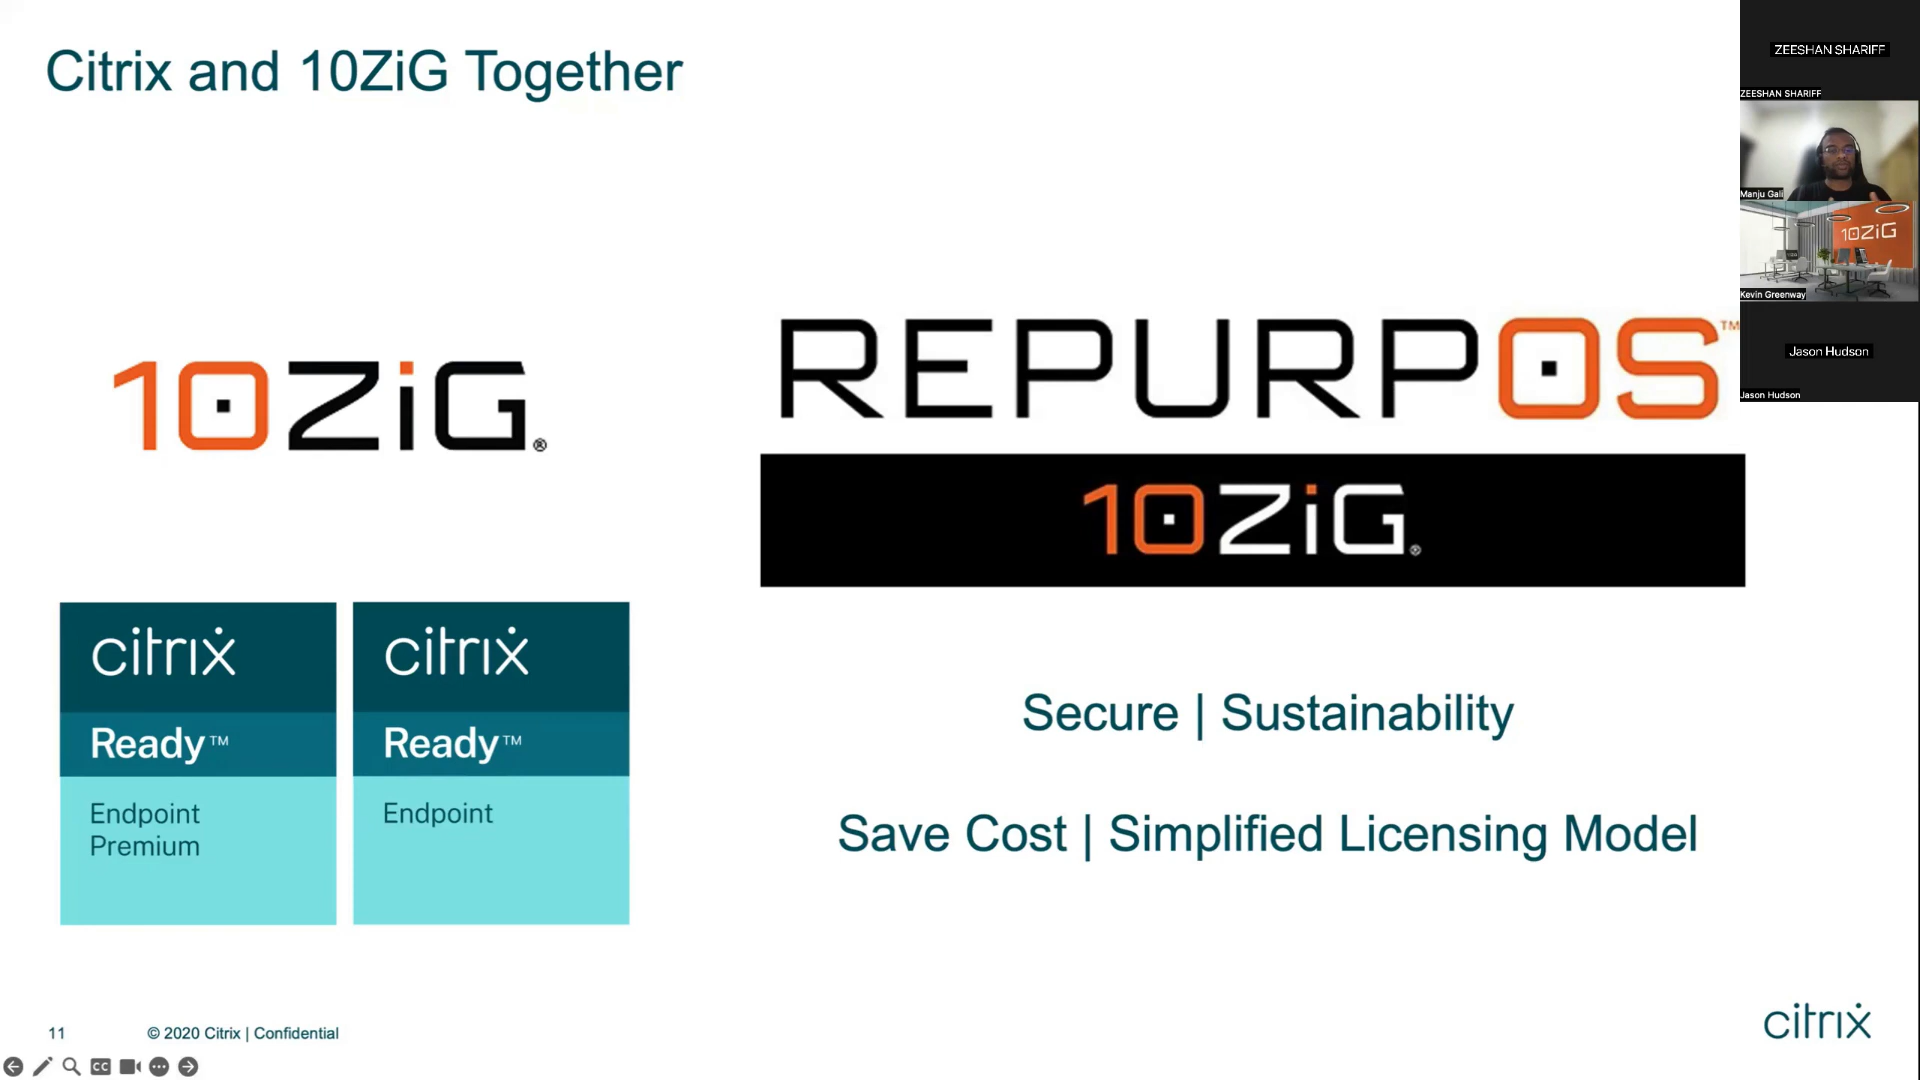 Citrix and 10ZiG Together
10ZiG®
REPURPOS™
10ZiG®
citrix
Ready™
Endpoint
Premium
citrix
Ready™
Endpoint
Secure | Sustainability
Save Cost | Simplified Licensing Model
11
© 2020 Citrix | Confidential
citrix
CC
ZEESHAN SHARIFF
ZEESHAN SHARIFF
Manju Gali
10ZiG
Kevin Greenway
Jason Hudson
Jason Hudson